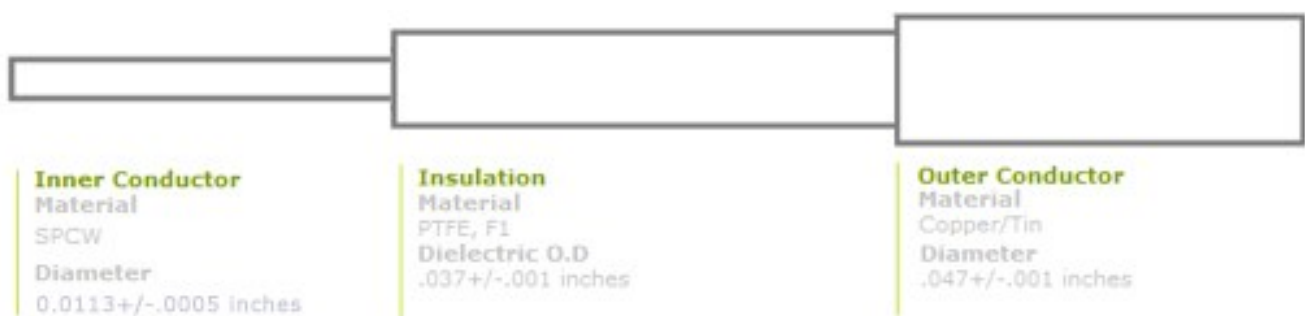 Inner Conductor
Material
SPCW
Diameter
0.0113+/-.0005 inches
Insulation
Material
PTFE, F1
Dielectric O.D
.037+/-.001 inches
Outer Conductor
Material
Copper/Tin
Diameter
.047+/-.001 inches